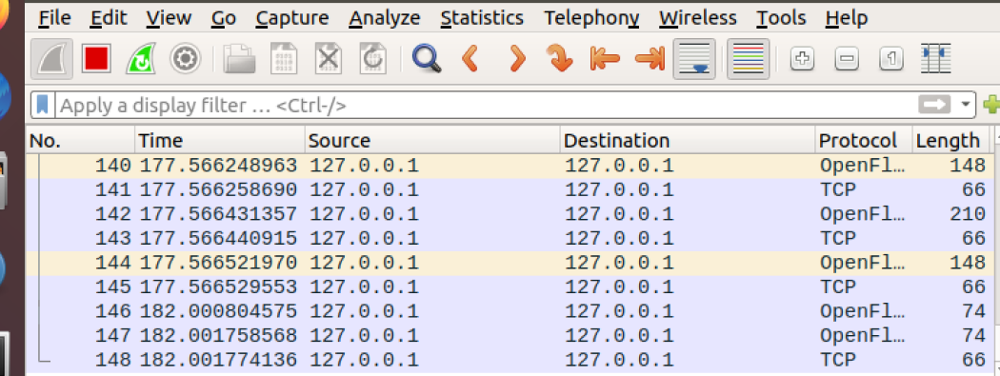 File Edit View Go Capture Analyze Statistics Telephony Wireless Tools Help
Apply a display filter … <Ctrl-/>
No. Time Source Destination Protocol Length
140 177.566248963 127.0.0.1 127.0.0.1 OpenFl… 148
141 177.566258690 127.0.0.1 127.0.0.1 TCP 66
142 177.566431357 127.0.0.1 127.0.0.1 OpenFl… 210
143 177.566440915 127.0.0.1 127.0.0.1 TCP 66
144 177.566521970 127.0.0.1 127.0.0.1 OpenFl… 148
145 177.566529553 127.0.0.1 127.0.0.1 TCP 66
146 182.000804575 127.0.0.1 127.0.0.1 OpenFl… 74
147 182.001758568 127.0.0.1 127.0.0.1 OpenFl… 74
148 182.001774136 127.0.0.1 127.0.0.1 TCP 66